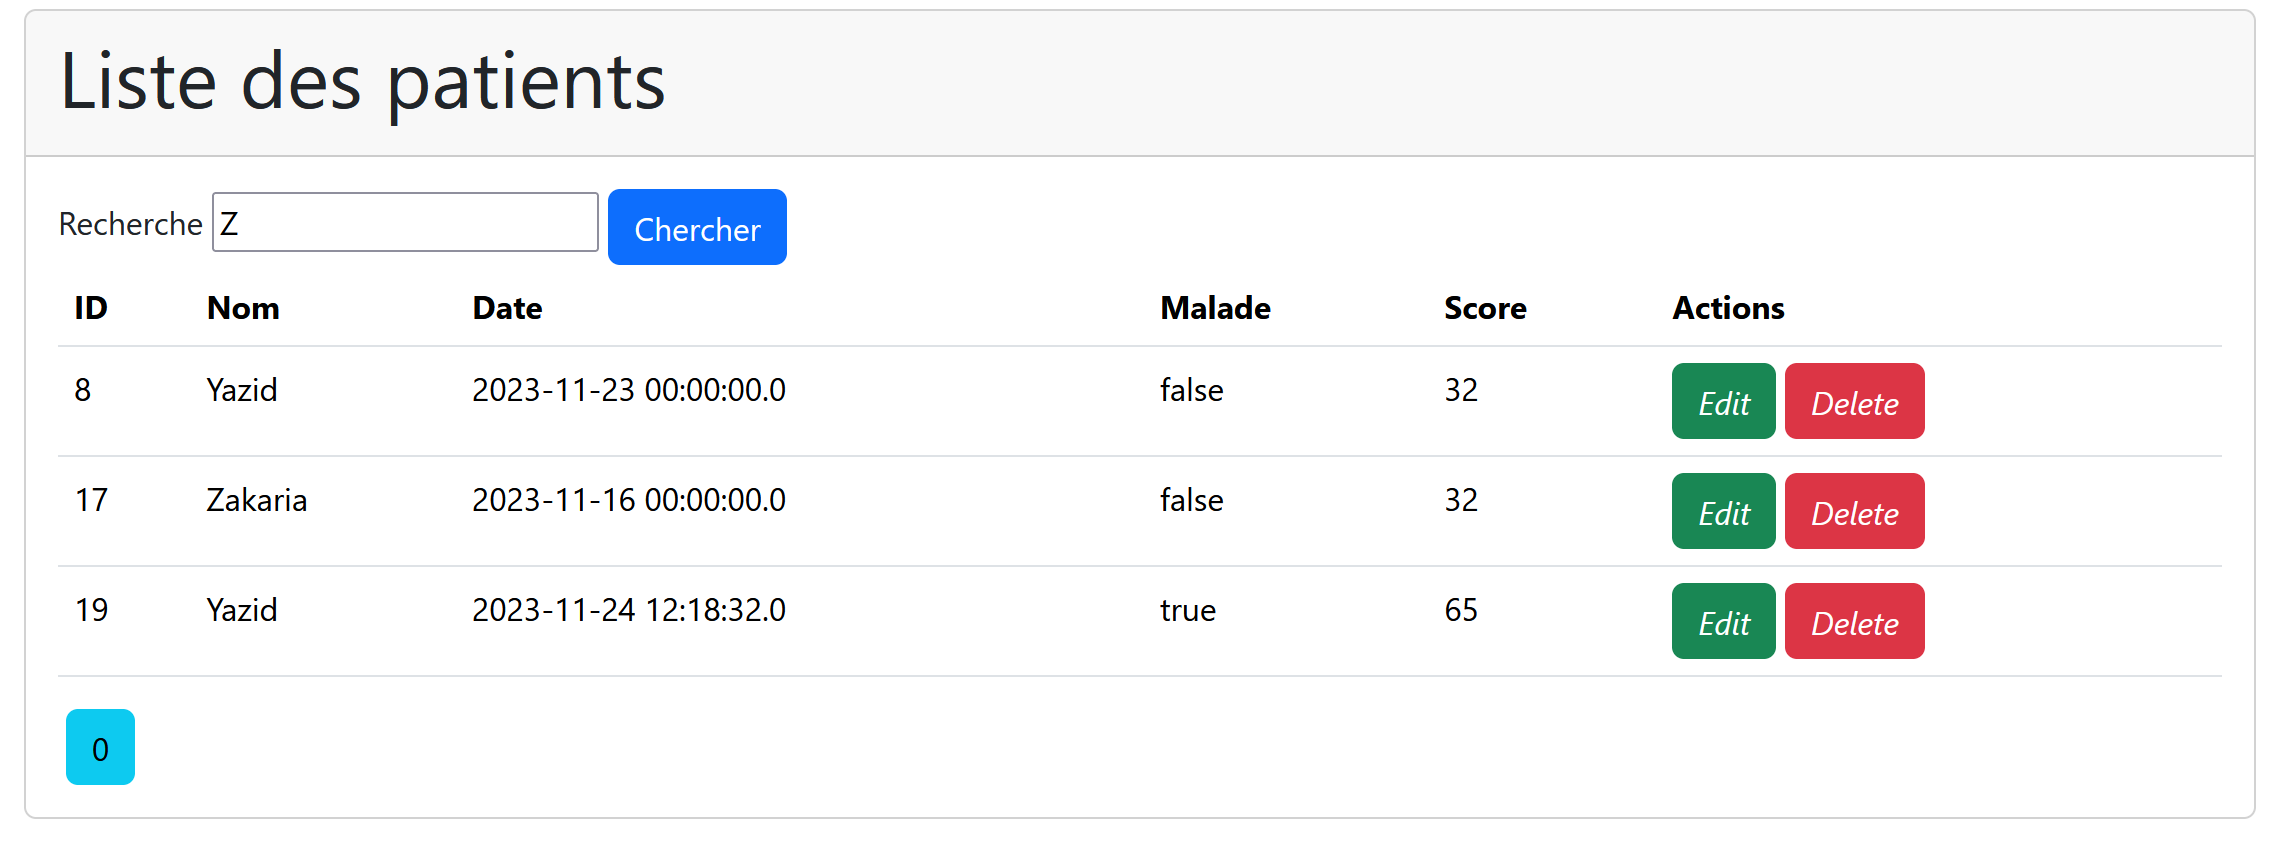 Liste des patients
Recherche Z Chercher
ID Nom Date Malade Score Actions
8 Yazid 2023-11-23 00:00:00.0 false 32 Edit Delete
17 Zakaria 2023-11-16 00:00:00.0 false 32 Edit Delete
19 Yazid 2023-11-24 12:18:32.0 true 65 Edit Delete
0